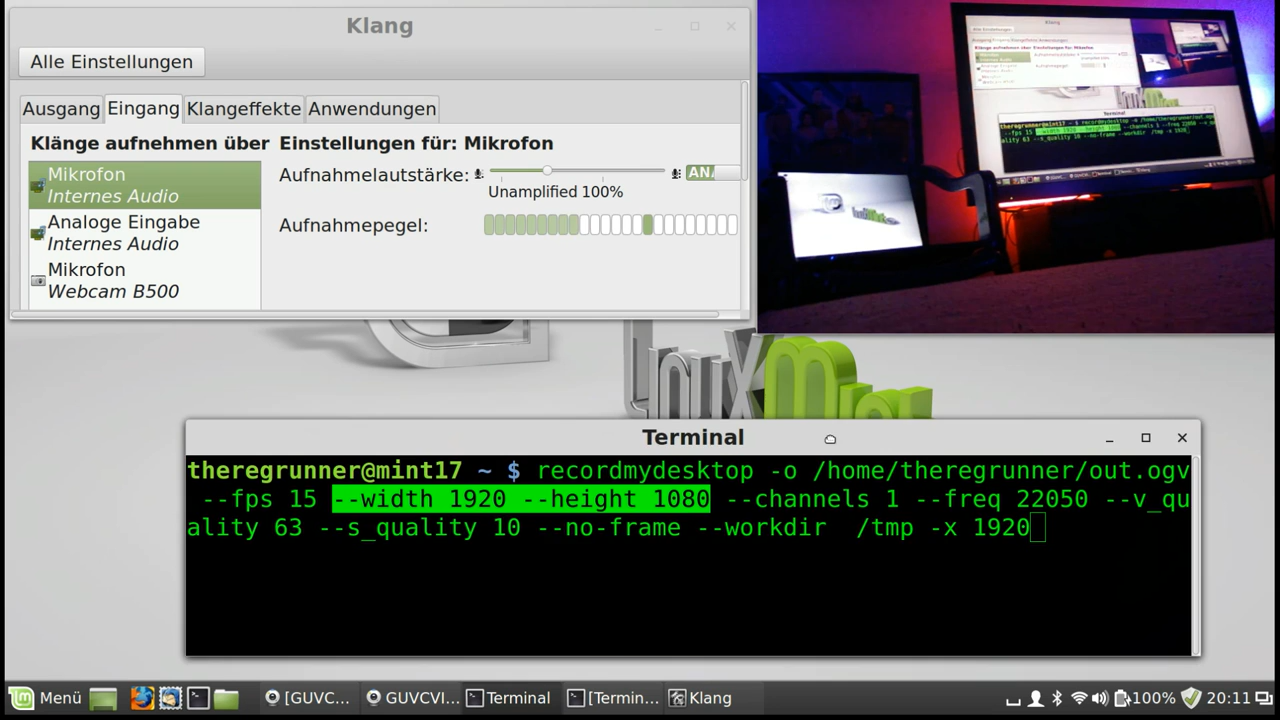 Klang
Alle Einstellungen
Ausgang Eingang Klangeffekte Anwendungen
Klänge aufnehmen über
Mikrofon
Internes Audio
Analoge Eingabe
Internes Audio
Mikrofon
Webcam B500
Einstellungen für: Mikrofon
Aufnahmelautstärke:
Unamplified 100%
Aufnahmepegel:
Linux Mint
Terminal
theregrunner@mint17 ~ $ recordmydesktop -o /home/theregrunner/out.ogv
--fps 15 --width 1920 --height 1080 --channels 1 --freq 22050 --v_qu
ality 63 --s_quality 10 --no-frame --workdir  /tmp -x 1920
Menü [GUVC... GUVCVI... Terminal [Termin... Klang 100% 20:11